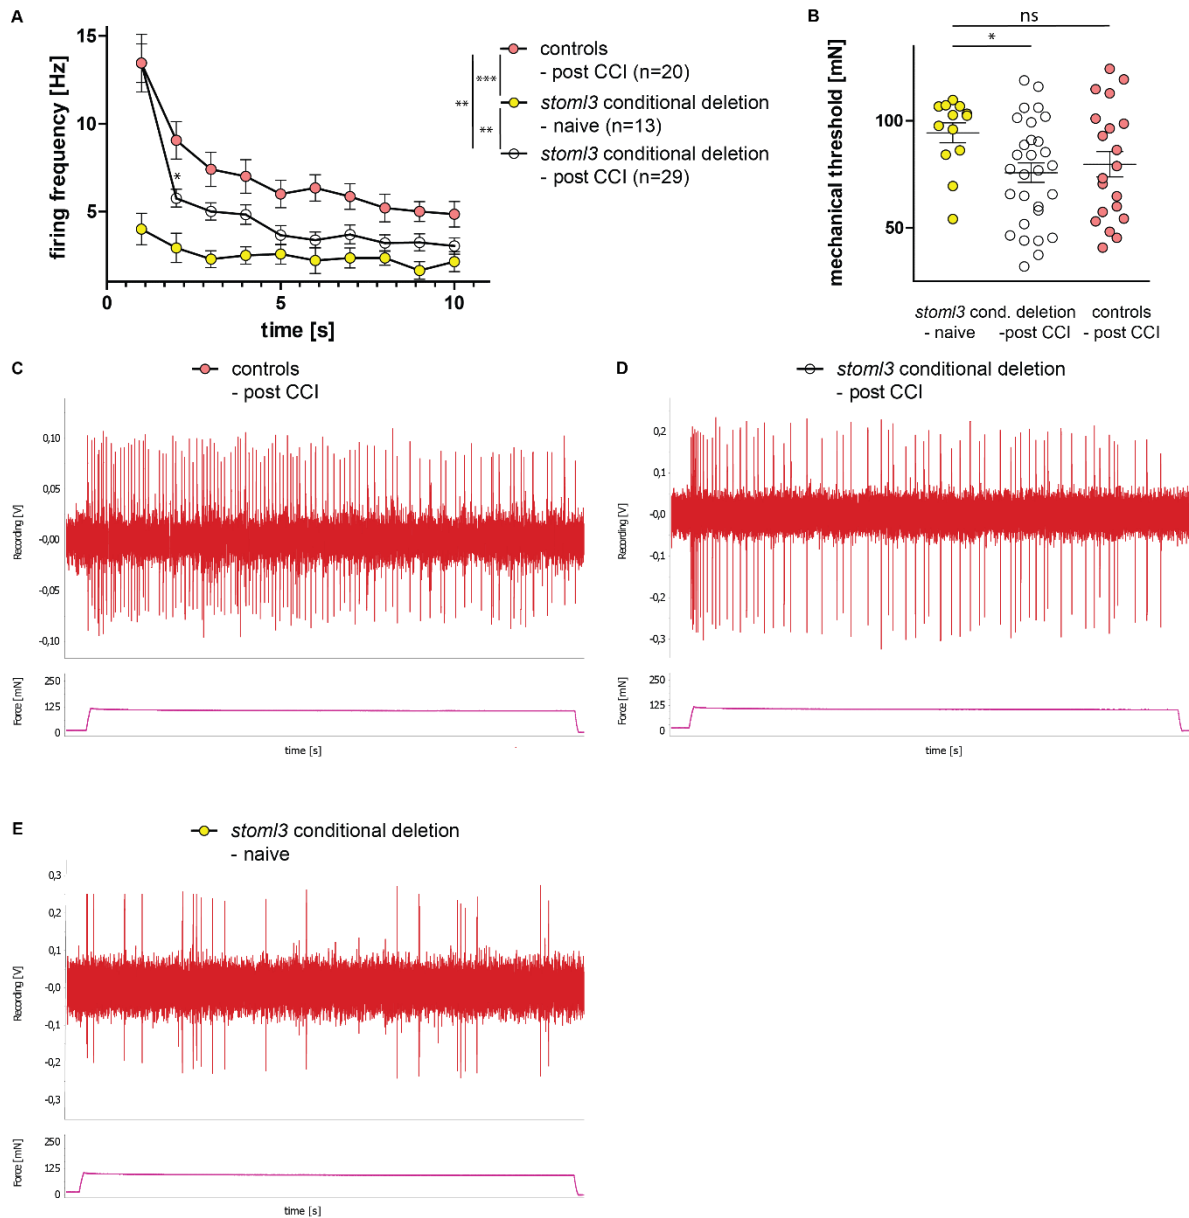 A
15
10
5
firing frequency [Hz]
0
5
10
time [s]
*
***
**
**
controls
- post CCI (n=20)
stoml3 conditional deletion
- naive (n=13)
stoml3 conditional deletion
- post CCI (n=29)
B
ns
*
mechanical threshold [mN]
100
50
stoml3 cond. deletion
- naive
-post CCI
controls
- post CCI
C
controls
- post CCI
0,10
0,05
-0,00
-0,05
-0,10
Recording [V]
250
125
0
Force [mN]
time [s]
D
stoml3 conditional deletion
- post CCI
0,2
0,1
-0,0
-0,1
-0,2
-0,3
Recording [V]
250
125
0
Force [mN]
time [s]
E
stoml3 conditional deletion
- naive
0,3
0,2
0,1
-0,0
-0,1
-0,2
-0,3
Recording [V]
250
125
0
Force [mN]
time [s]